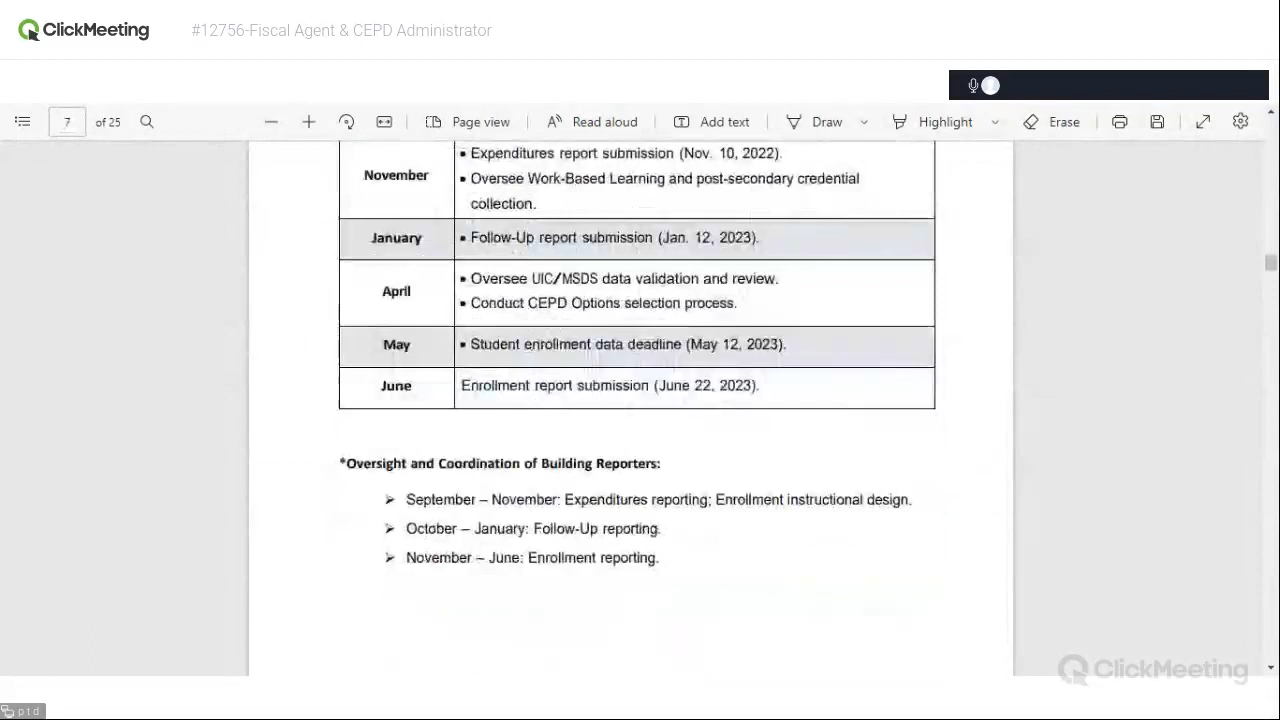 ClickMeeting
#12756-Fiscal Agent & CEPD Administrator
7 of 25
Page view
Read aloud
Add text
Draw
Highlight
Erase
November
• Expenditures report submission (Nov. 10, 2022).
• Oversee Work-Based Learning and post-secondary credential
collection.
January
• Follow-Up report submission (Jan. 12, 2023).
April
• Oversee UIC/MSDS data validation and review.
• Conduct CEPD Options selection process.
May
• Student enrollment data deadline (May 12, 2023).
June
Enrollment report submission (June 22, 2023).
*Oversight and Coordination of Building Reporters:
➢ September – November: Expenditures reporting; Enrollment instructional design.
➢ October – January: Follow-Up reporting.
➢ November – June: Enrollment reporting.
ClickMeeting
ptd